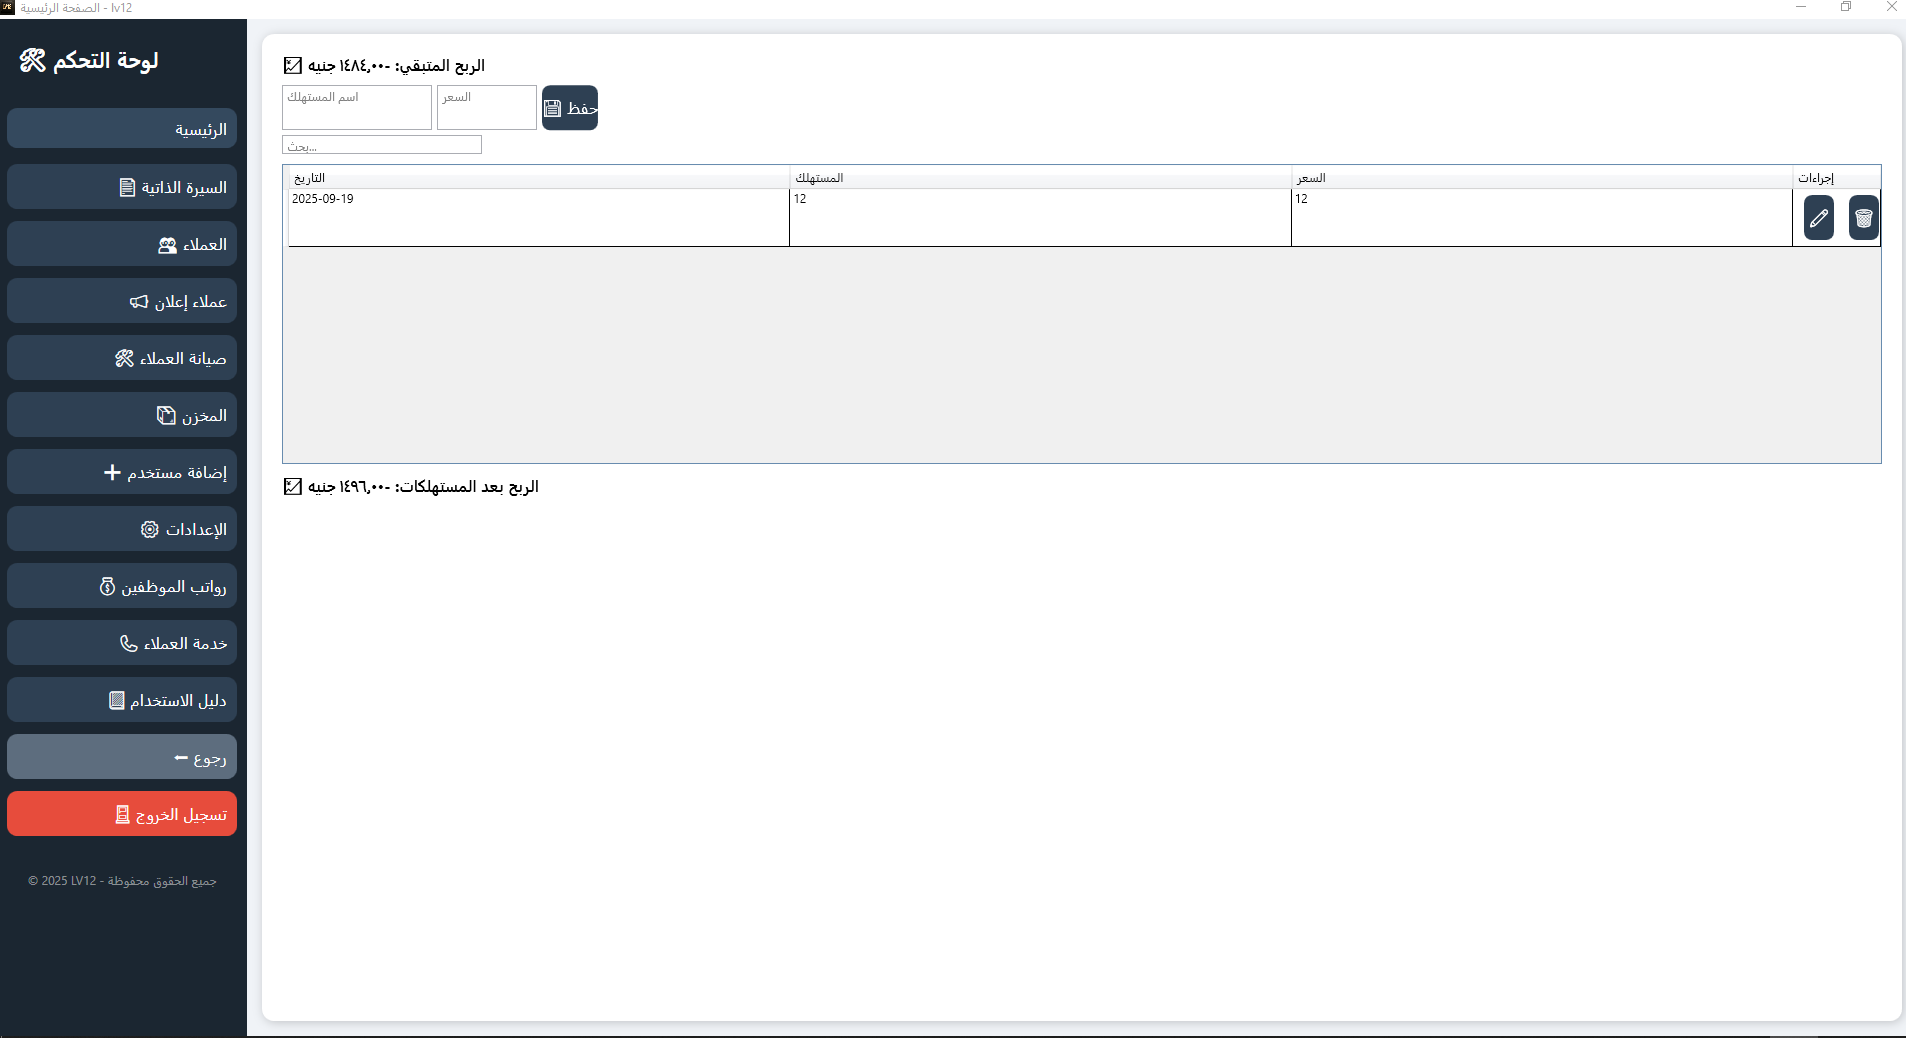 lv12 - الصفحة الرئيسية
لوحة التحكم
الرئيسية
السيرة الذاتية
العملاء
عملاء إعلان
صيانة العملاء
المخزن
إضافة مستخدم
الإعدادات
رواتب الموظفين
خدمة العملاء
دليل الاستخدام
رجوع
تسجيل الخروج
© 2025 LV12 - جميع الحقوق محفوظة
الربح المتبقي: -١٤٨٤,٠٠ جنيه
اسم المستهلك
السعر
حفظ
بحث...
التاريخ
المستهلك
السعر
إجراءات
2025-09-19
12
12
الربح بعد المستهلكات: -١٤٩٦,٠٠ جنيه